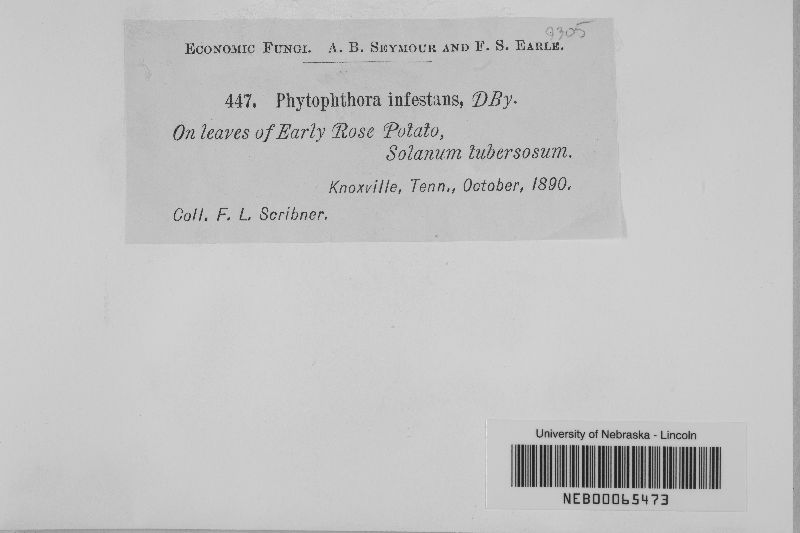 9305
Economic Fungi. A. B. Seymour and F. S. Earle.
447. Phytophthora infestans, DBy.
On leaves of Early Rose Potato,
Solanum tubersosum.
Knoxville, Tenn., October, 1890.
Coll. F. L. Scribner.
University of Nebraska - Lincoln
NEB00065473